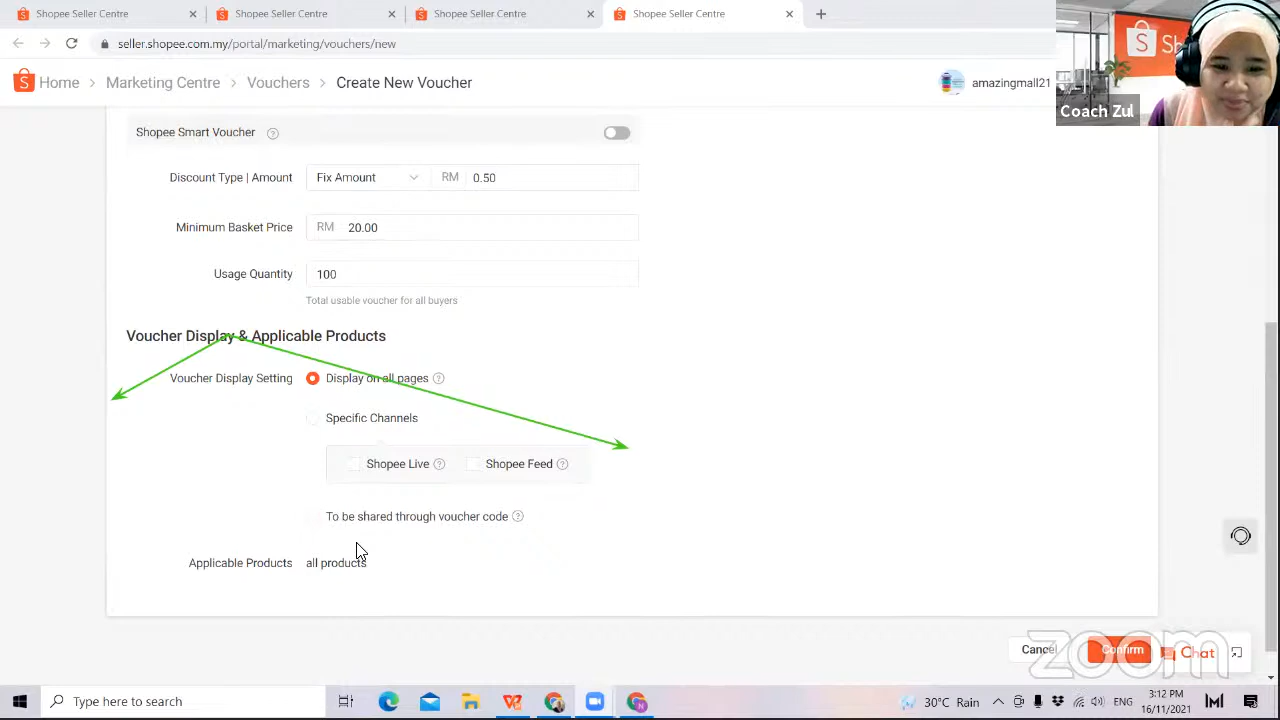 Shopee Seller Centre
Shopee Seller Centre
Shopee Seller Centre
Shopee Seller Centre
seller.shopee.com.my/portal/marketing/vouchers/new
Home > Marketing Centre > Vouchers > Create New Voucher
amazingmall21
Sh
Coach Zul
Shopee Smart Voucher
Discount Type | Amount
Fix Amount
RM 0.50
Minimum Basket Price
RM 20.00
Usage Quantity
100
Total usable voucher for all buyers
Voucher Display & Applicable Products
Voucher Display Setting
Display on all pages
Specific Channels
Shopee Live
Shopee Feed
To be shared through voucher code
Applicable Products
all products
Cancel
Confirm
Chat
zoom
Type here to search
30°C Rain
ENG
3:12 PM
16/11/2021